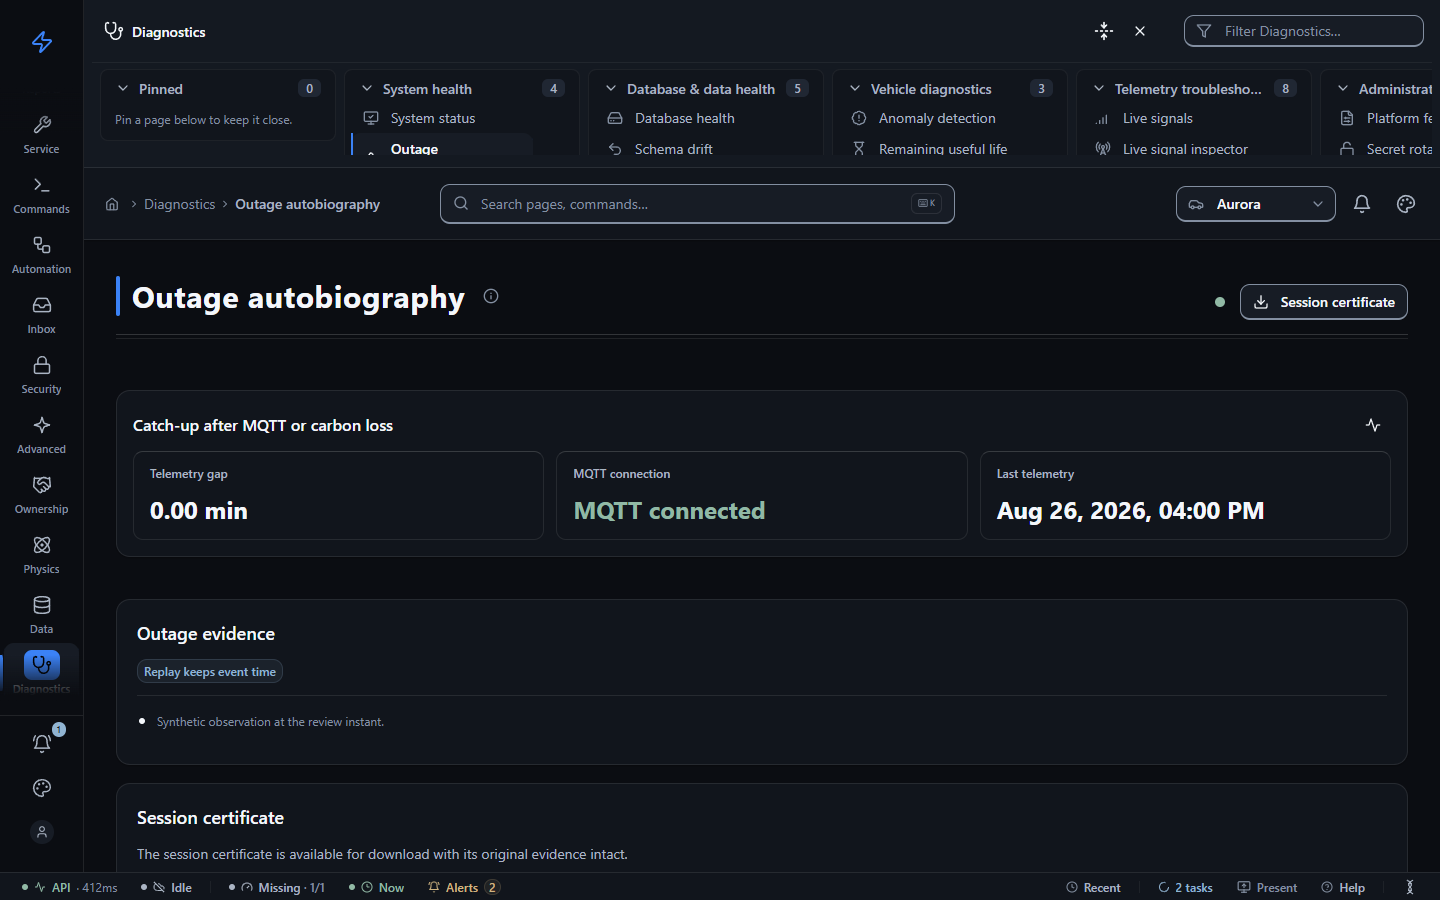 Diagnostics
Filter Diagnostics...
Pinned 0
Pin a page below to keep it close.
System health 4
System status
Outage
Database & data health 5
Database health
Schema drift
Vehicle diagnostics 3
Anomaly detection
Remaining useful life
Telemetry troublesho... 8
Live signals
Live signal inspector
Administrat
Platform fe
Secret rota
Service
Commands
Automation
Inbox
Security
Advanced
Ownership
Physics
Data
Diagnostics
1
Diagnostics
Outage autobiography
Search pages, commands...
K
Aurora
Outage autobiography
Session certificate
Catch-up after MQTT or carbon loss
Telemetry gap
0.00 min
MQTT connection
MQTT connected
Last telemetry
Aug 26, 2026, 04:00 PM
Outage evidence
Replay keeps event time
Synthetic observation at the review instant.
Session certificate
The session certificate is available for download with its original evidence intact.
API · 412ms
Idle
Missing · 1/1
Now
Alerts 2
Recent
2 tasks
Present
Help